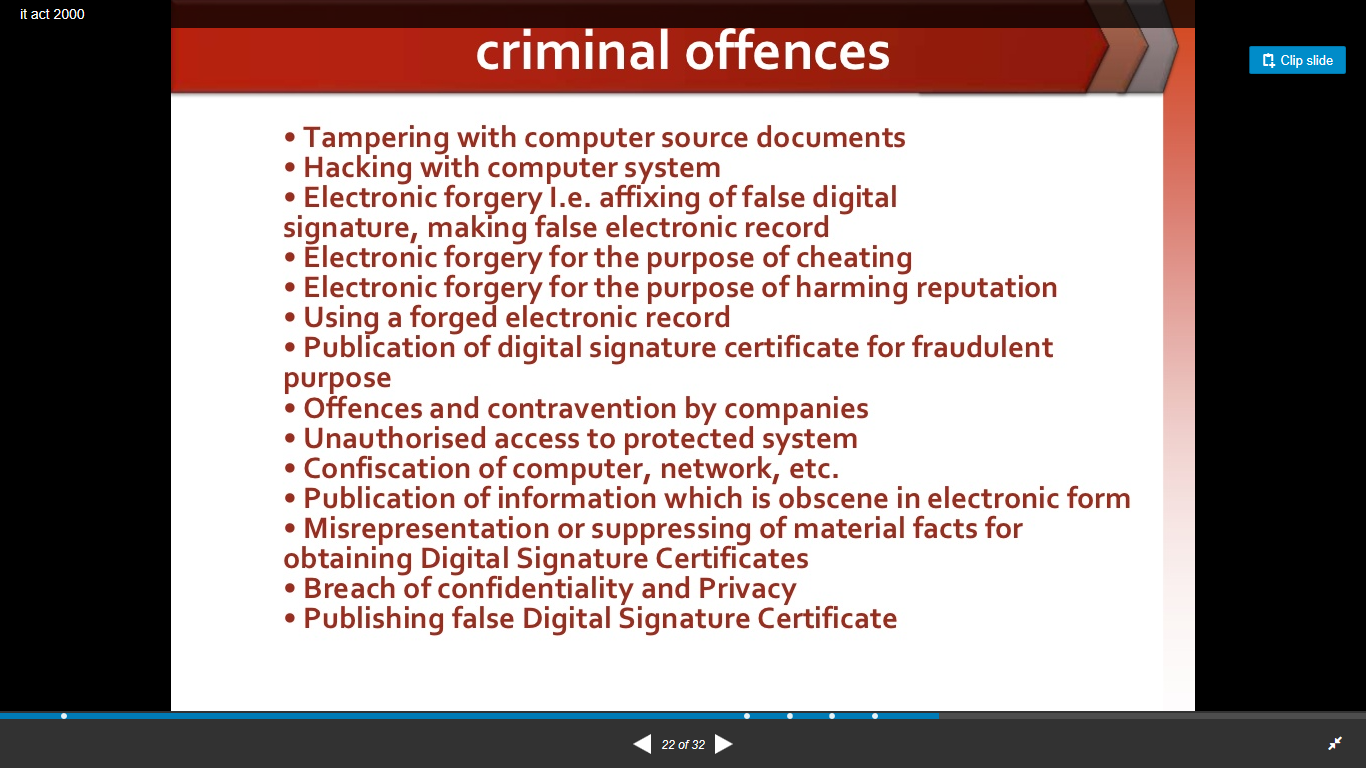 it act 2000
criminal offences
Clip slide
• Tampering with computer source documents
• Hacking with computer system
• Electronic forgery I.e. affixing of false digital
signature, making false electronic record
• Electronic forgery for the purpose of cheating
• Electronic forgery for the purpose of harming reputation
• Using a forged electronic record
• Publication of digital signature certificate for fraudulent
purpose
• Offences and contravention by companies
• Unauthorised access to protected system
• Confiscation of computer, network, etc.
• Publication of information which is obscene in electronic form
• Misrepresentation or suppressing of material facts for
obtaining Digital Signature Certificates
• Breach of confidentiality and Privacy
• Publishing false Digital Signature Certificate
22 of 32